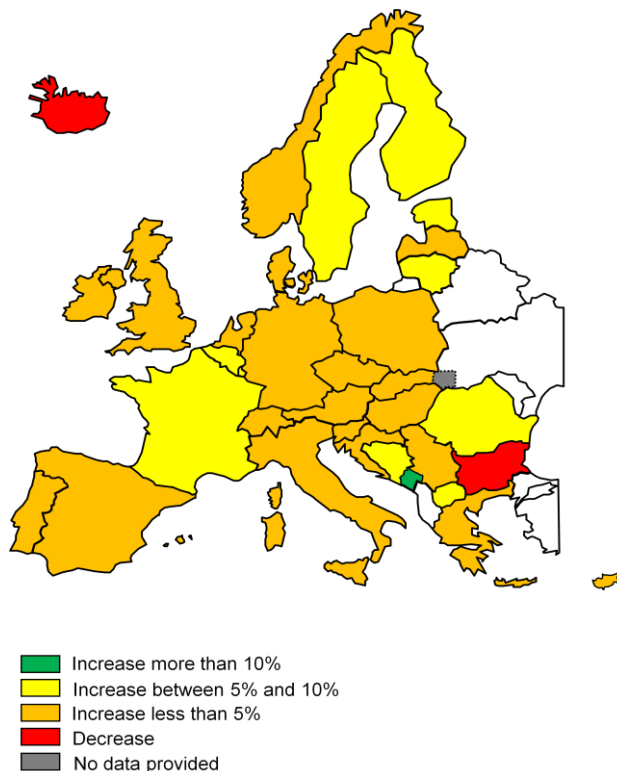 Increase more than 10%
Increase between 5% and 10%
Increase less than 5%
Decrease
No data provided